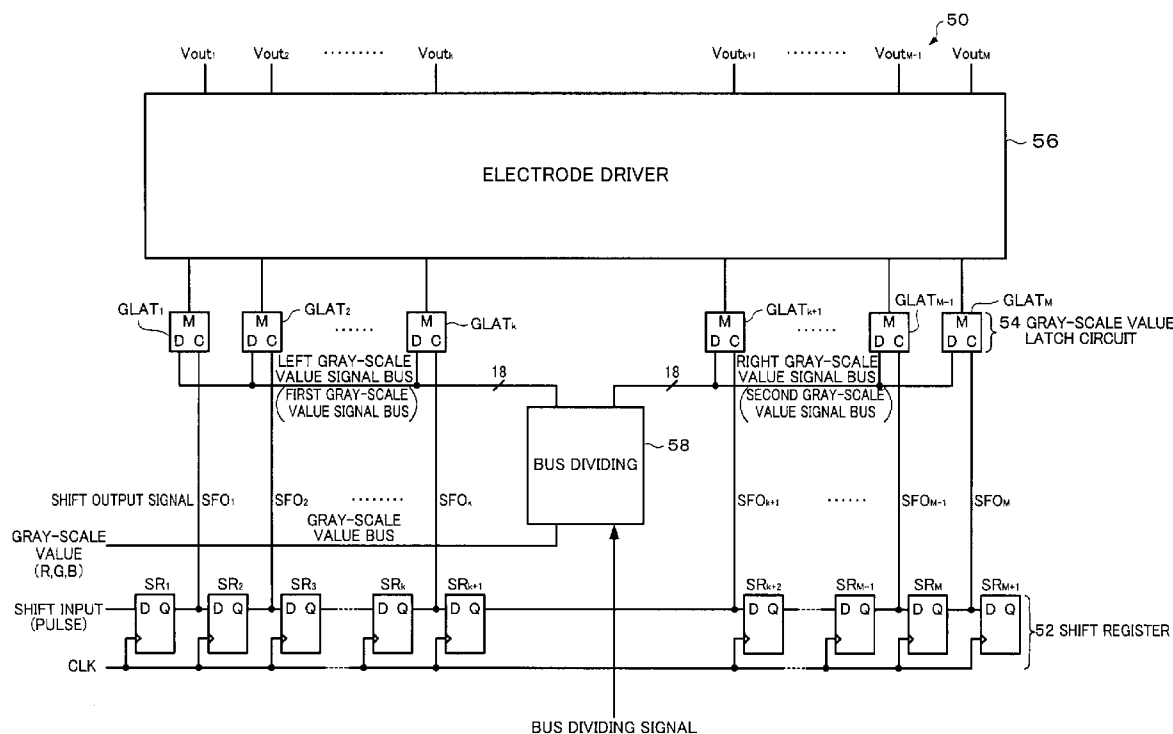 50
Vout1 Vout2 ········ Voutk Voutk+1 ········ VoutM-1 VoutM
56
ELECTRODE DRIVER
GLAT1 GLAT2 GLATk GLATk+1 GLATM-1 GLATM
M M M M M M
D C D C ······ D C D C ······ D C D C
54 GRAY-SCALE VALUE
LATCH CIRCUIT
LEFT GRAY-SCALE
VALUE SIGNAL BUS
(FIRST GRAY-SCALE
VALUE SIGNAL BUS)
18
18
RIGHT GRAY-SCALE
VALUE SIGNAL BUS
(SECOND GRAY-SCALE
VALUE SIGNAL BUS)
58
BUS DIVIDING
SHIFT OUTPUT SIGNAL SFO1 SFO2 ········ SFOk SFOk+1 ······ SFOM-1 SFOM
GRAY-SCALE
VALUE BUS
GRAY-SCALE
VALUE
(R,G,B)
SR1 SR2 SR3 SRk SRk+1 SRk+2 SRM-1 SRM SRM+1
SHIFT INPUT
(PULSE)
D Q D Q D Q D Q D Q D Q D Q D Q D Q
52 SHIFT REGISTER
CLK
BUS DIVIDING SIGNAL